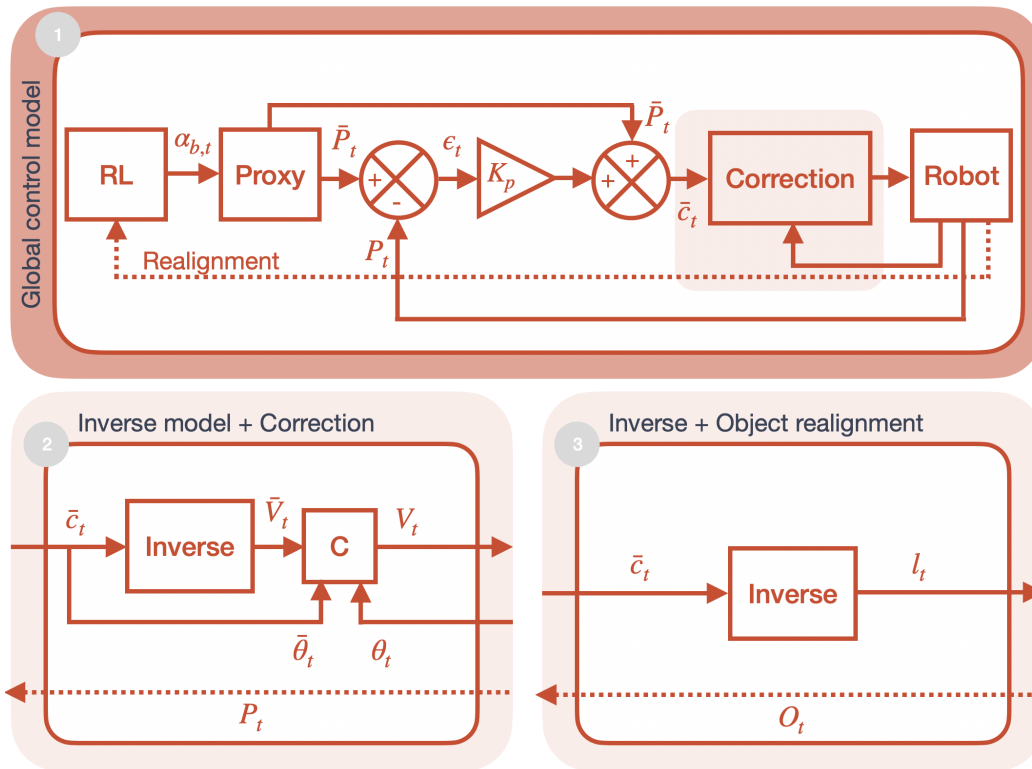 1
Global control model
RL
α_{b,t}
Proxy
P̄_t
+
-
ϵ_t
K_p
P̄_t
+
+
c̄_t
Correction
Robot
Realignment
P_t
2
Inverse model + Correction
c̄_t
Inverse
V̄_t
C
V_t
θ̄_t
θ_t
P_t
3
Inverse + Object realignment
c̄_t
Inverse
l_t
O_t